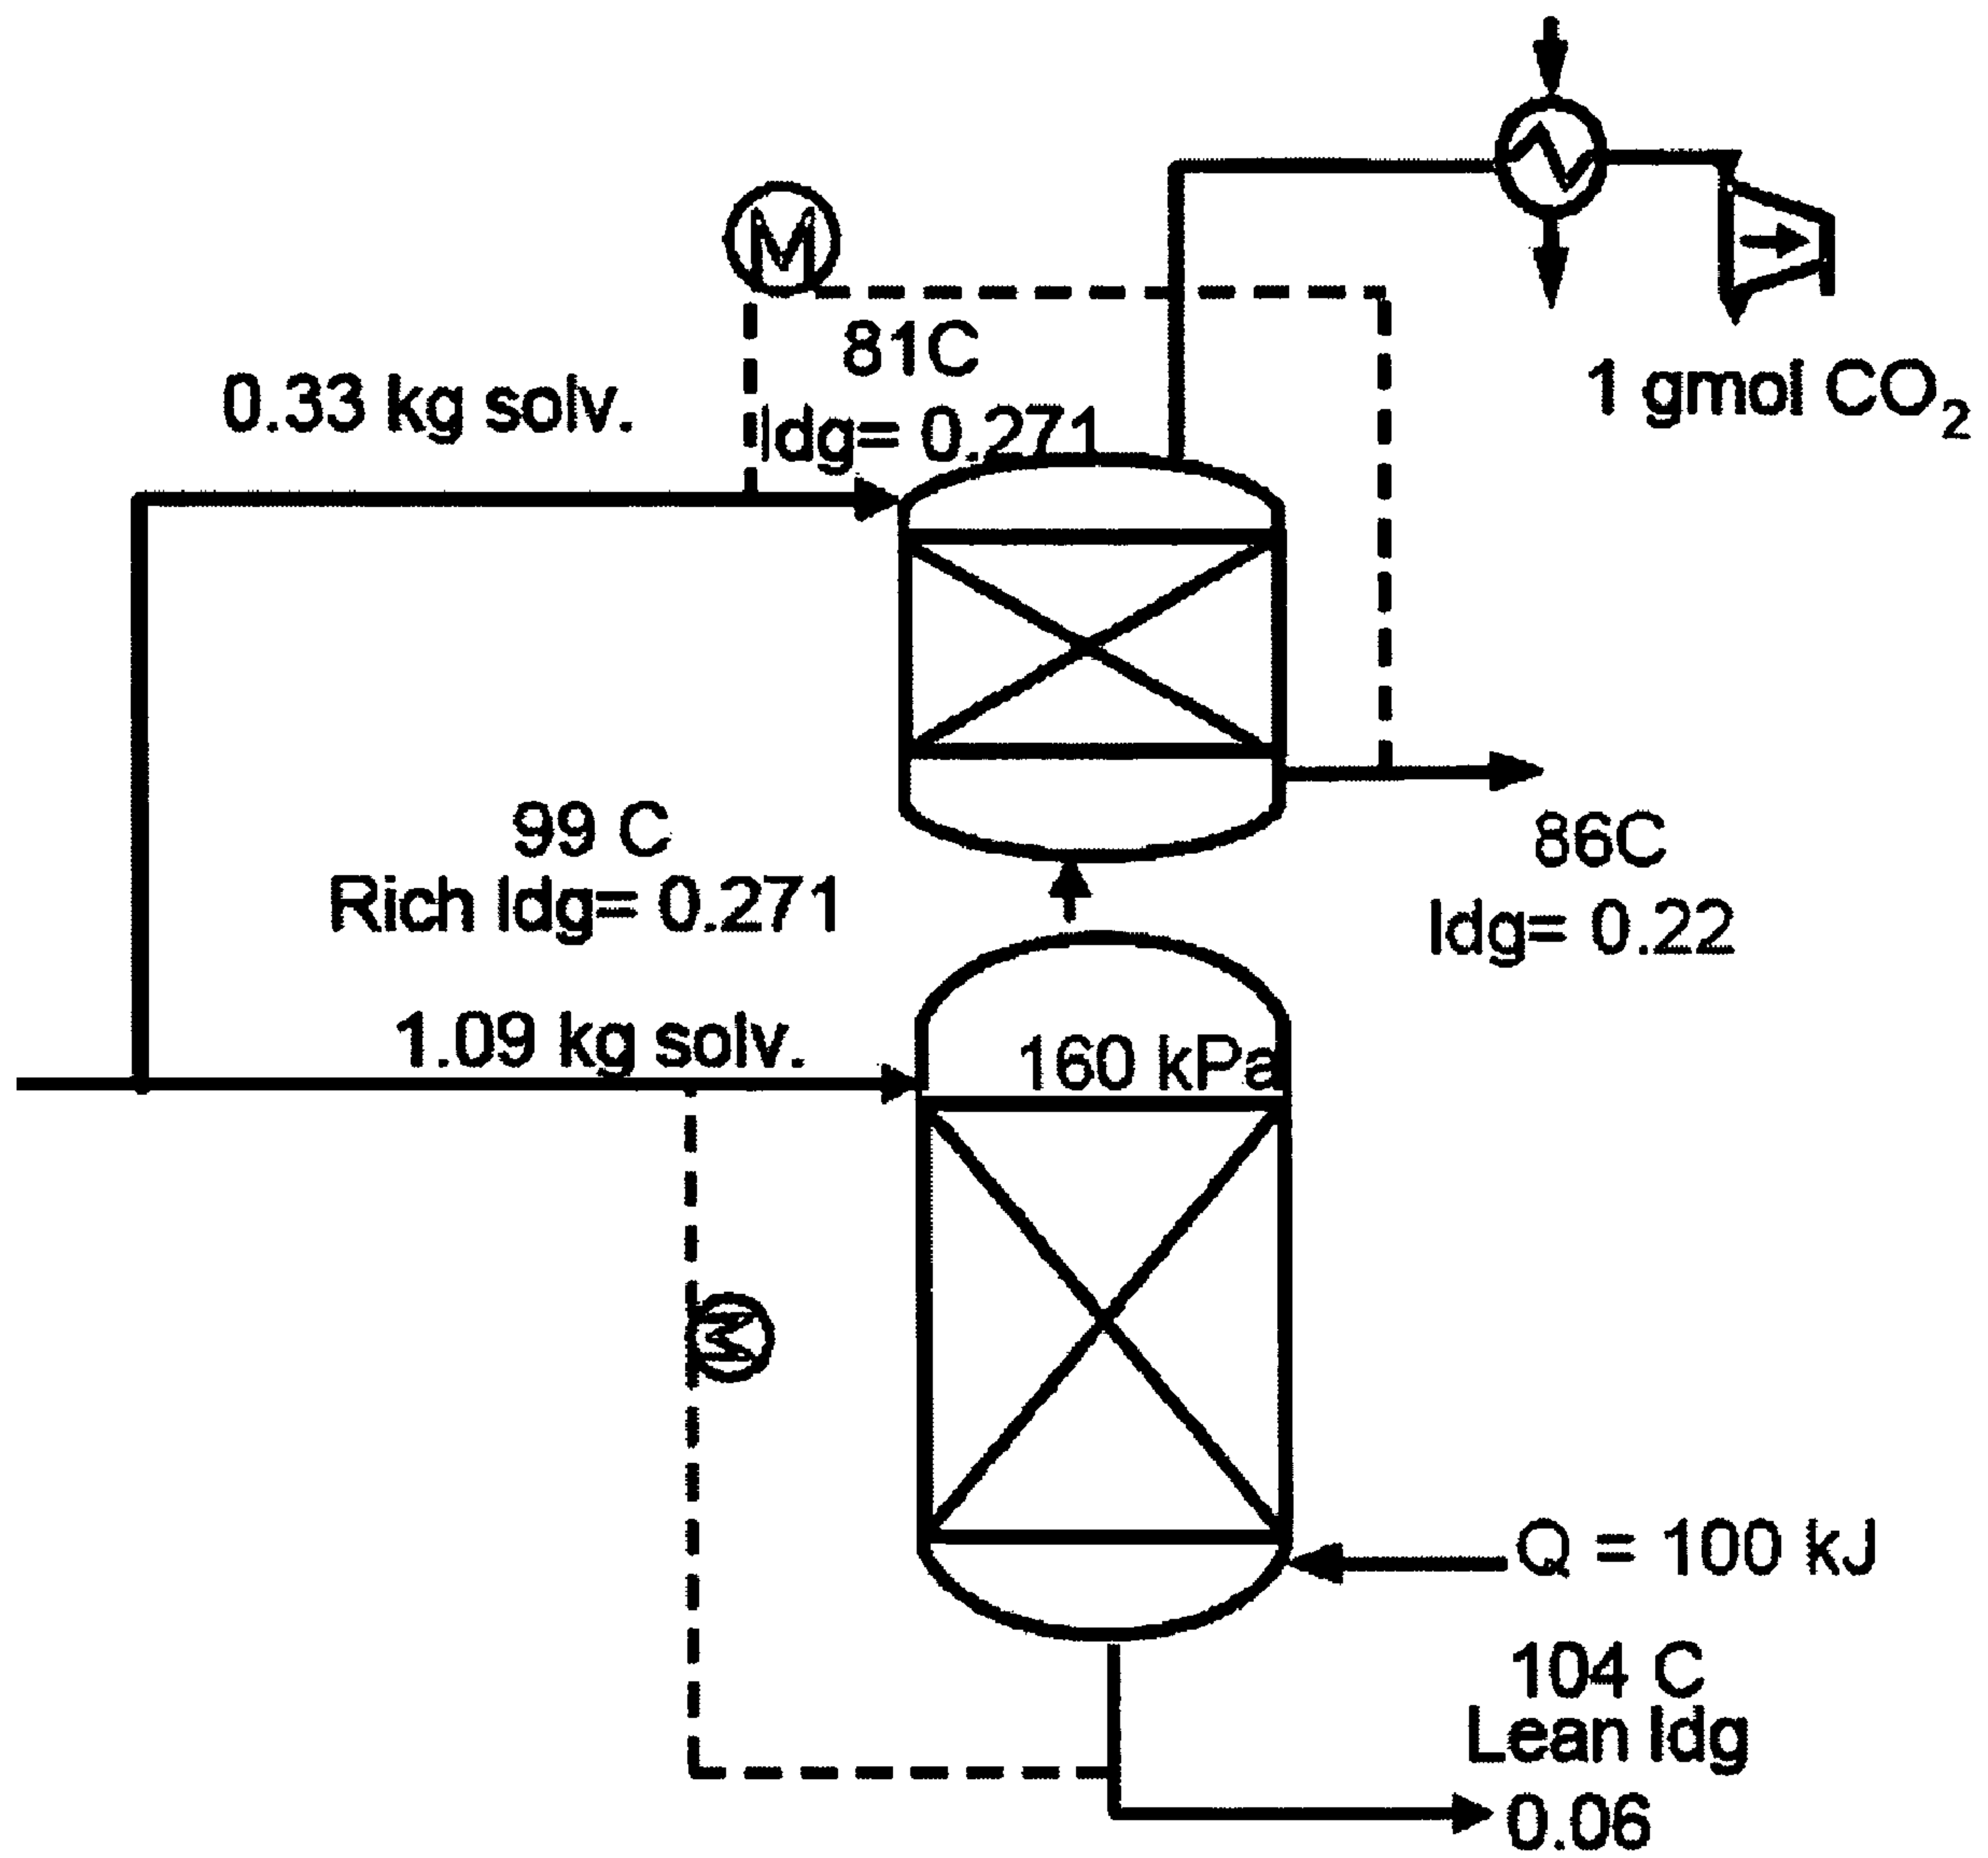 M
81C
0.33 kg solv.
ldg= 0.271
1 gmol CO2
99 C
Rich ldg= 0.271
86C
ldg= 0.22
1.09 kg solv.
160 kPa
M
Q = 100 kJ
104 C
Lean ldg
0.06